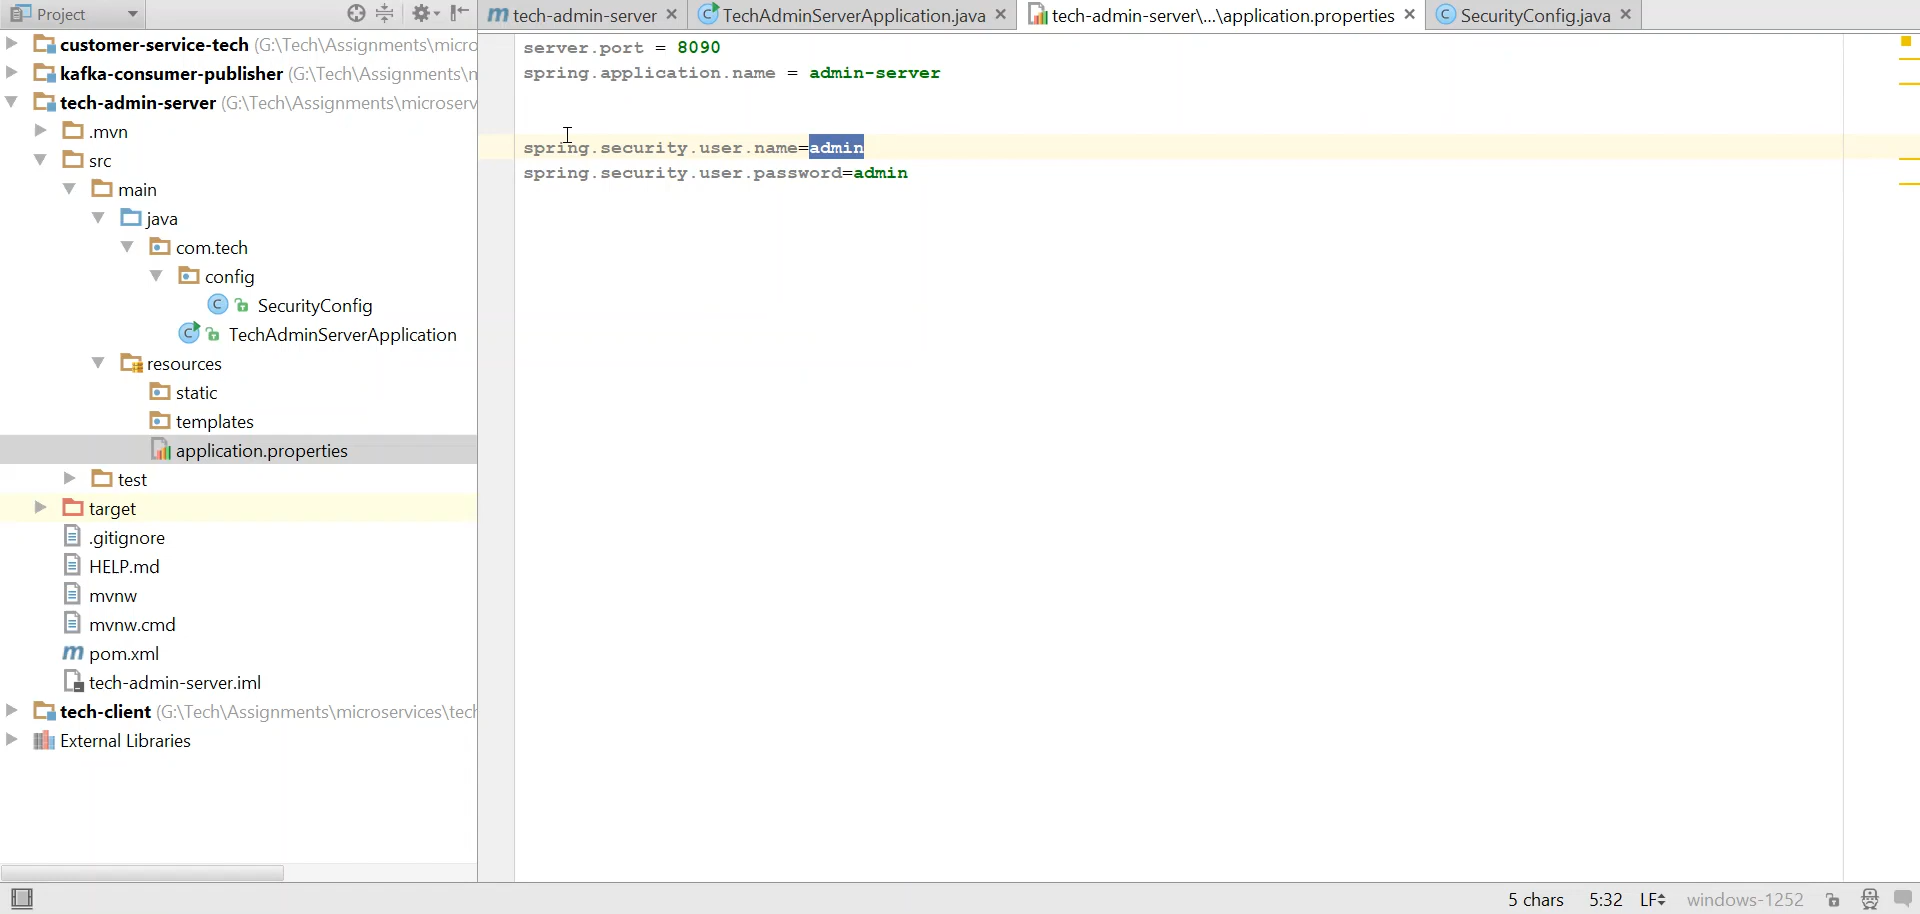 Project
tech-admin-server
TechAdminServerApplication.java
tech-admin-server\...\application.properties
SecurityConfig.java
customer-service-tech (G:\Tech\Assignments\micro
kafka-consumer-publisher (G:\Tech\Assignments\n
tech-admin-server (G:\Tech\Assignments\microserv
.mvn
src
main
java
com.tech
config
SecurityConfig
TechAdminServerApplication
resources
static
templates
application.properties
test
target
.gitignore
HELP.md
mvnw
mvnw.cmd
pom.xml
tech-admin-server.iml
tech-client (G:\Tech\Assignments\microservices\tech
External Libraries
server.port = 8090
spring.application.name = admin-server
spring.security.user.name=admin
spring.security.user.password=admin
5 chars 5:32 LF windows-1252